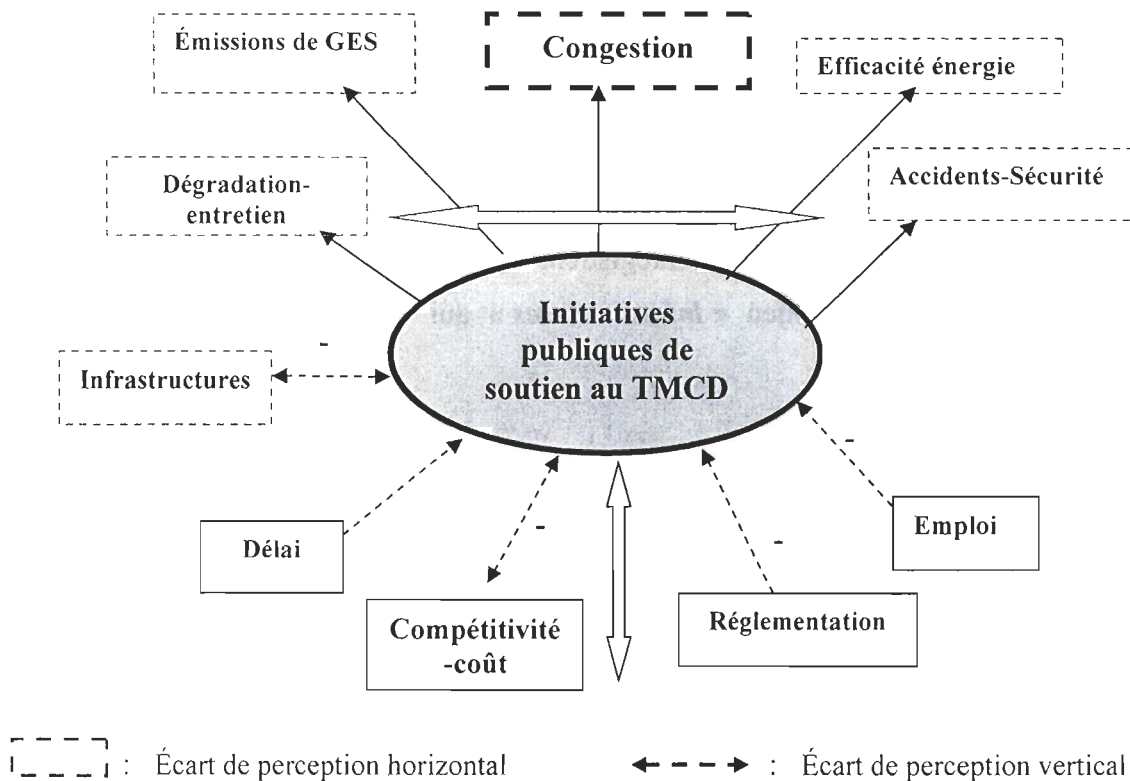 Émissions de GES
Congestion
Efficacité énergie
Dégradation-
entretien
Accidents-Sécurité
Initiatives
publiques de
soutien au TMCD
-
Infrastructures
-
Délai
-
Compétitivité
-coût
-
Réglementation
Emploi
: Écart de perception horizontal
: Écart de perception vertical